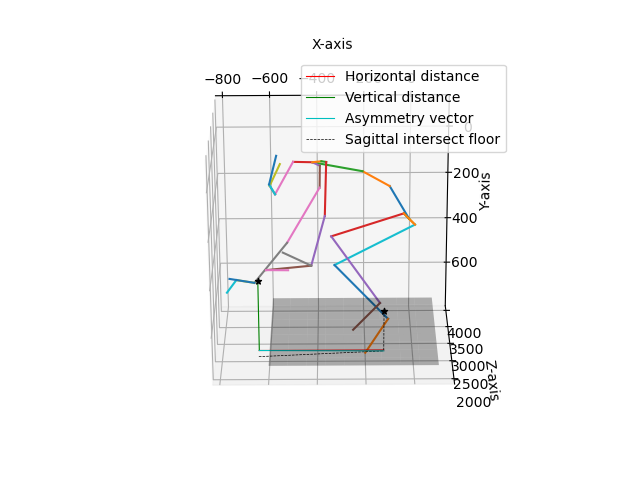 X-axis
−800 −600 −400
Horizontal distance
Vertical distance
Asymmetry vector
Sagittal intersect floor
0
200
Y-axis
400
600
4000
3500
3000
2500
2000
Z-axis